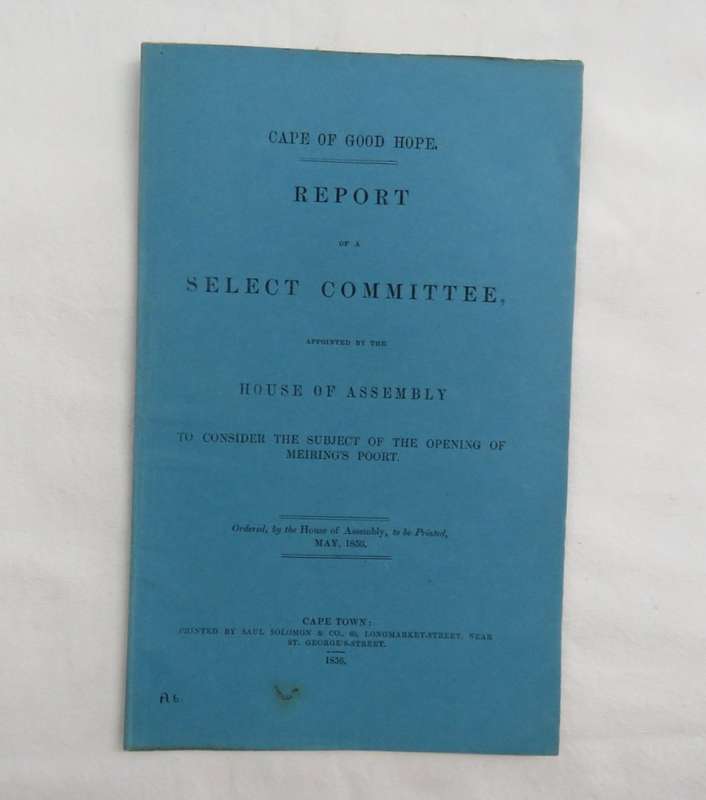 CAPE OF GOOD HOPE.
REPORT
OF A
SELECT COMMITTEE,
APPOINTED BY THE
HOUSE OF ASSEMBLY
TO CONSIDER THE SUBJECT OF THE OPENING OF
MEIRING'S POORT.
Ordered, by the House of Assembly, to be Printed,
MAY, 1856.
CAPE TOWN:
PRINTED BY SAUL SOLOMON & CO., LONGMARKET-STREET, NEAR
ST. GEORGE'S-STREET.
1856.
A 6.